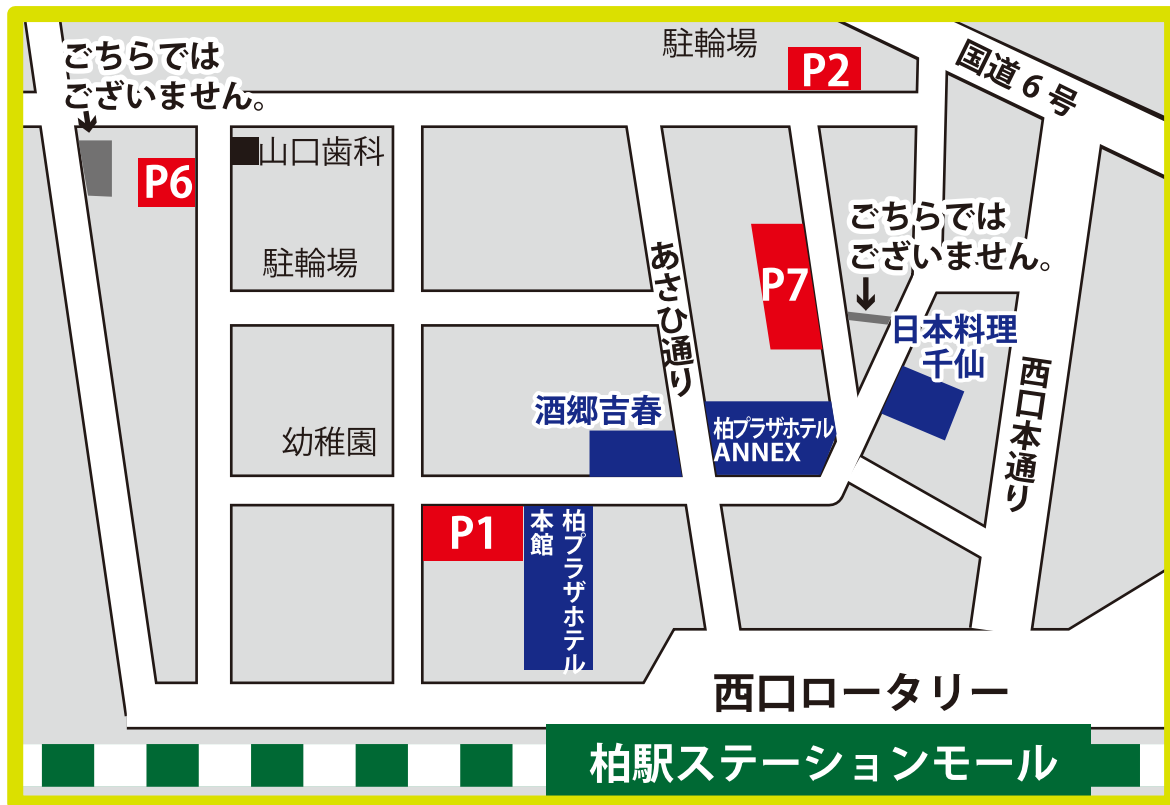 駐輪場
P2
国道6号
こちらでは
ございません。
山口歯科
P6
駐輪場
あさひ通り
こちらでは
ございません。
P7
日本料理
千仙
西口本通り
酒郷吉春
柏プラザホテル
ANNEX
幼稚園
P1
柏プラザホテル
本館
西口ロータリー
柏駅ステーションモール